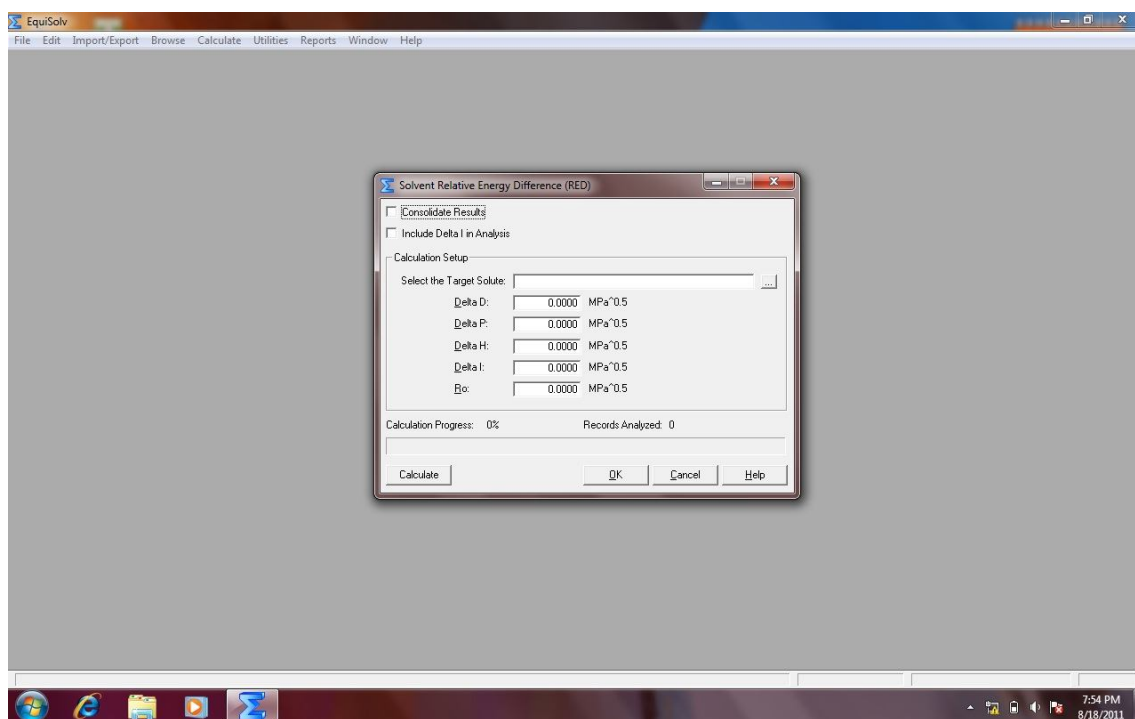 EquiSolv
File Edit Import/Export Browse Calculate Utilities Reports Window Help
Solvent Relative Energy Difference (RED)
Consolidate Results
Include Delta I in Analysis
Calculation Setup
Select the Target Solute: ...
Delta D: 0.0000 MPa^0.5
Delta P: 0.0000 MPa^0.5
Delta H: 0.0000 MPa^0.5
Delta I: 0.0000 MPa^0.5
Ro: 0.0000 MPa^0.5
Calculation Progress: 0% Records Analyzed: 0
Calculate OK Cancel Help
7:54 PM
8/18/2011